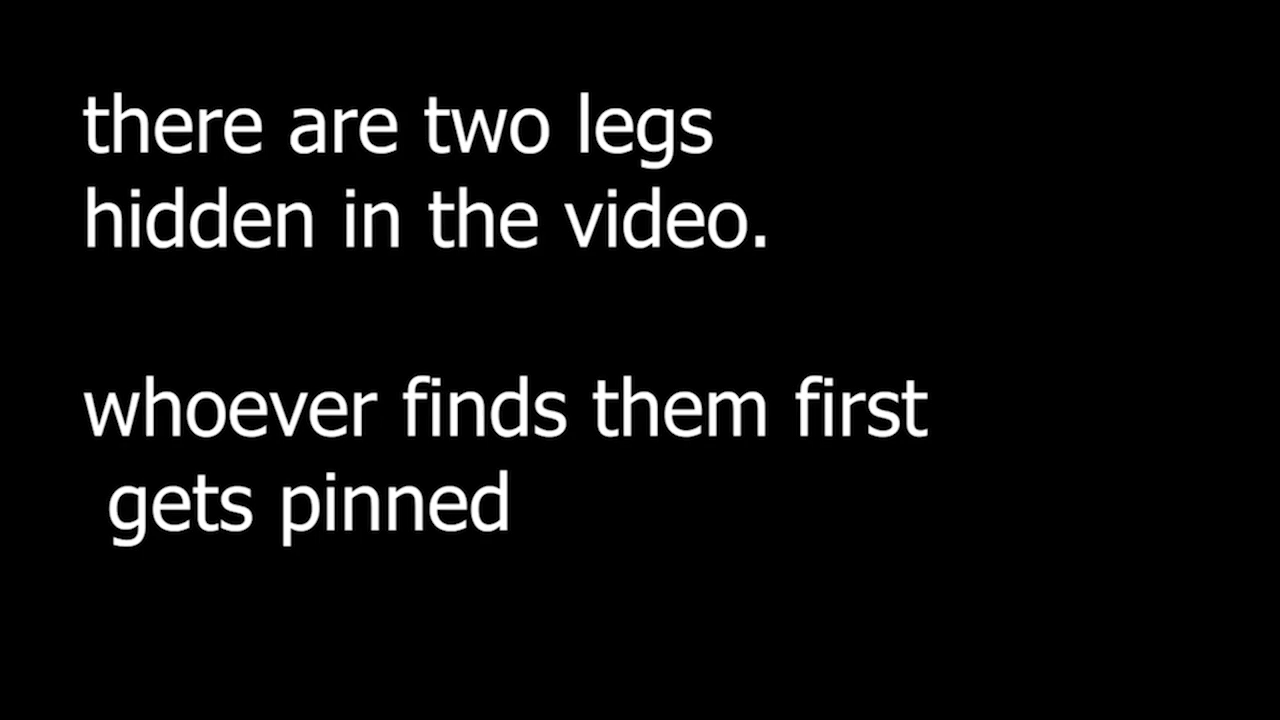 there are two legs
hidden in the video.
whoever finds them first
gets pinned